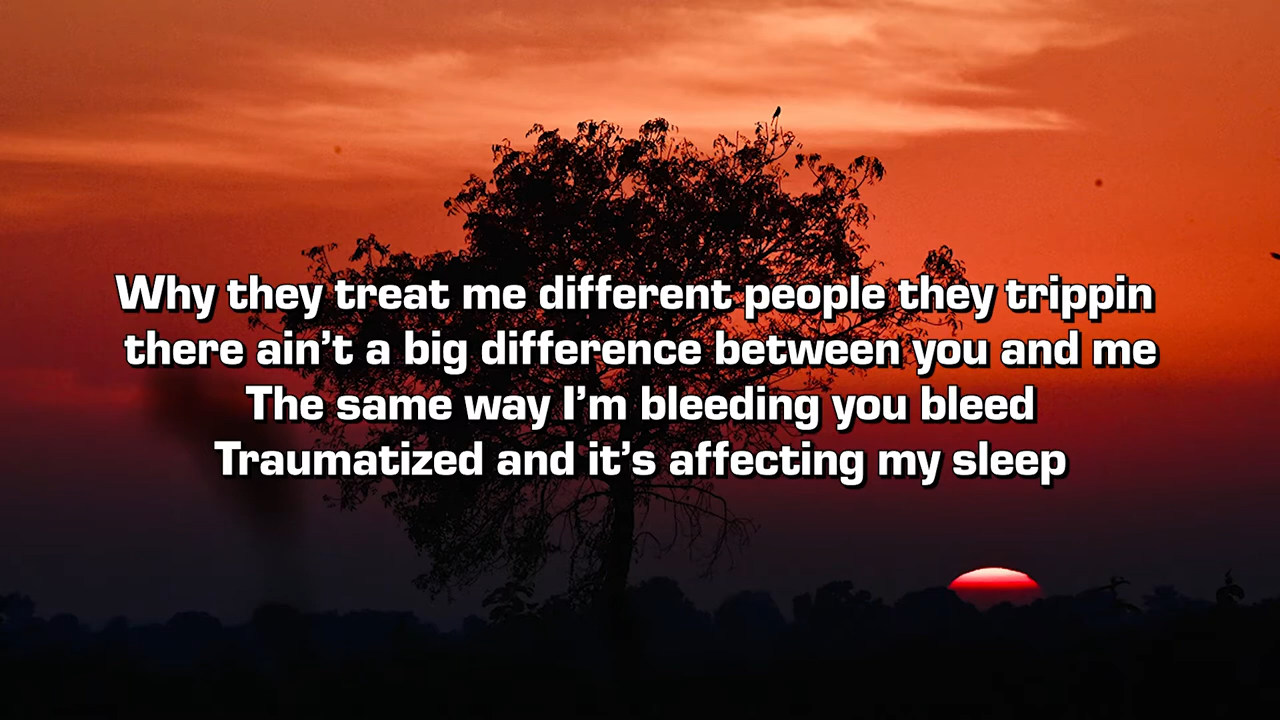 Why they treat me different people they trippin
there ain’t a big difference between you and me
The same way I’m bleeding you bleed
Traumatized and it’s affecting my sleep